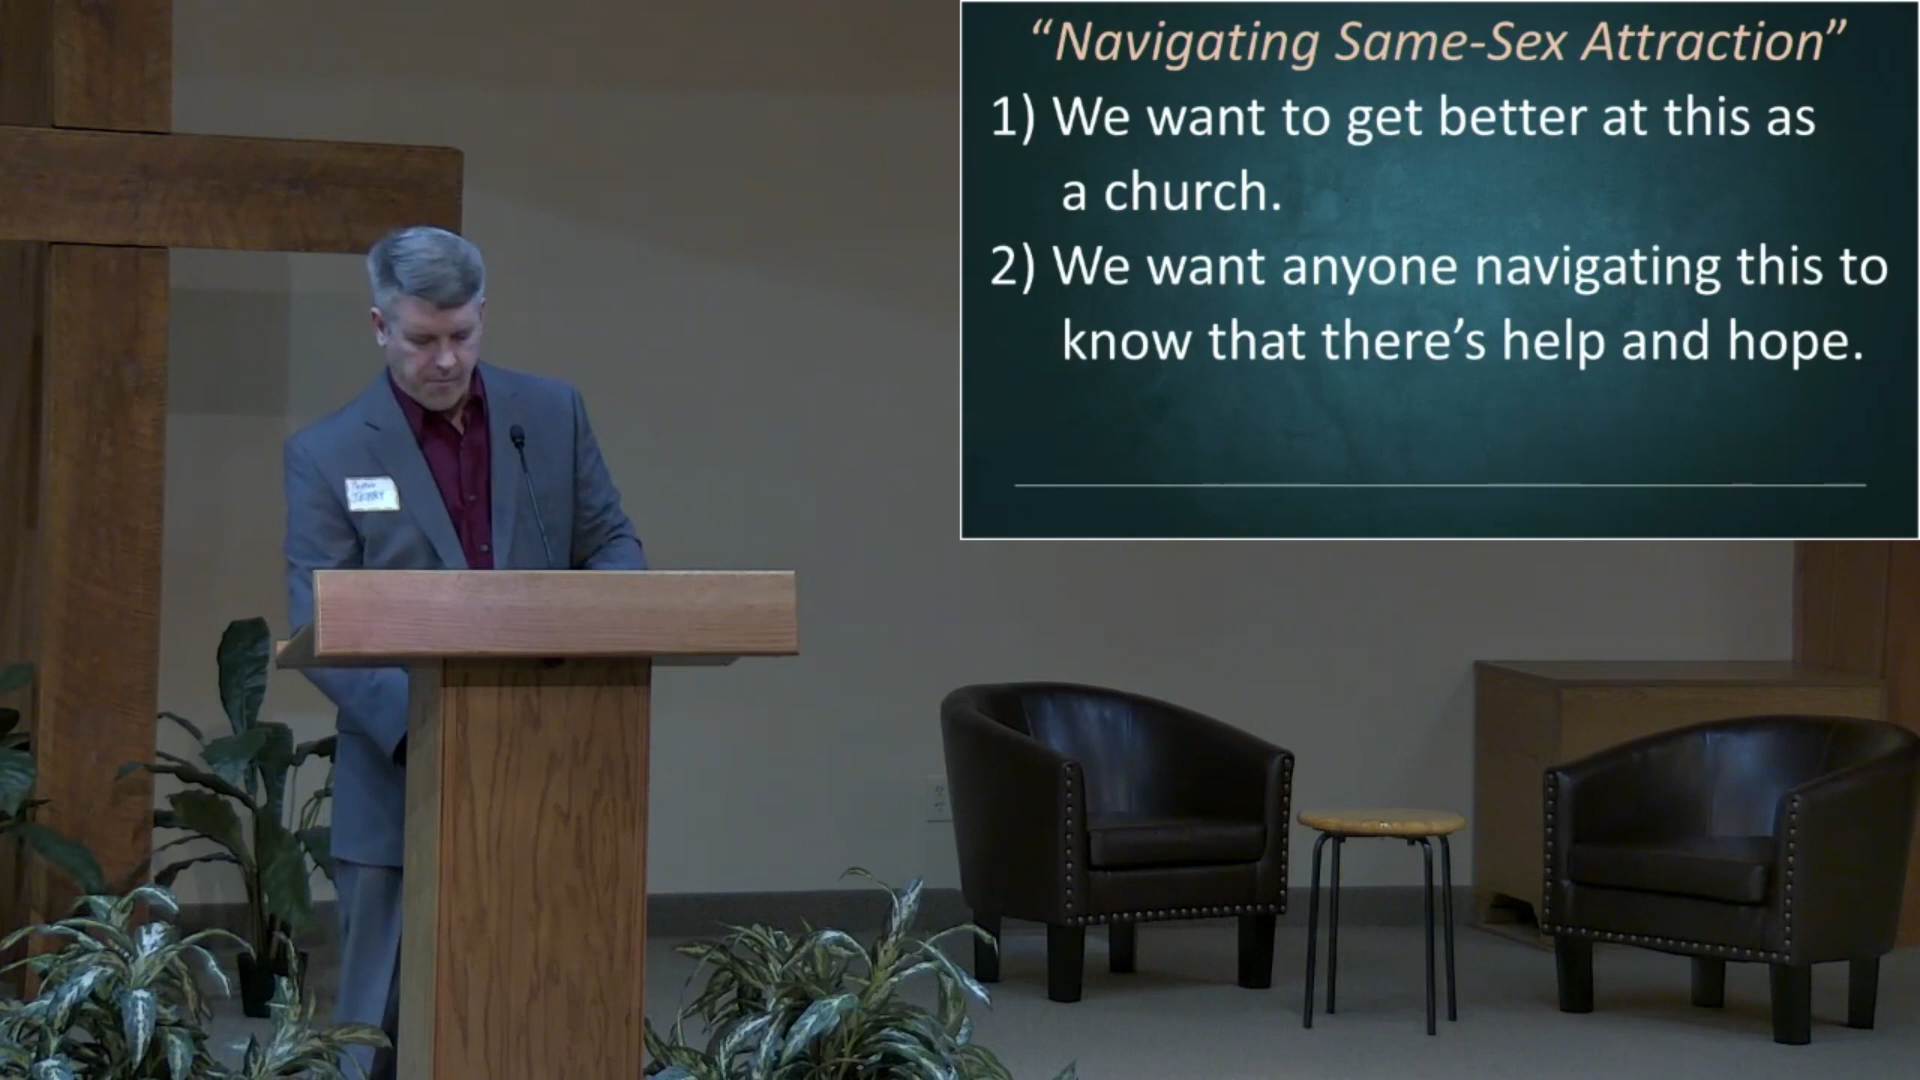 “Navigating Same-Sex Attraction”
1) We want to get better at this as
a church.
2) We want anyone navigating this to
know that there’s help and hope.